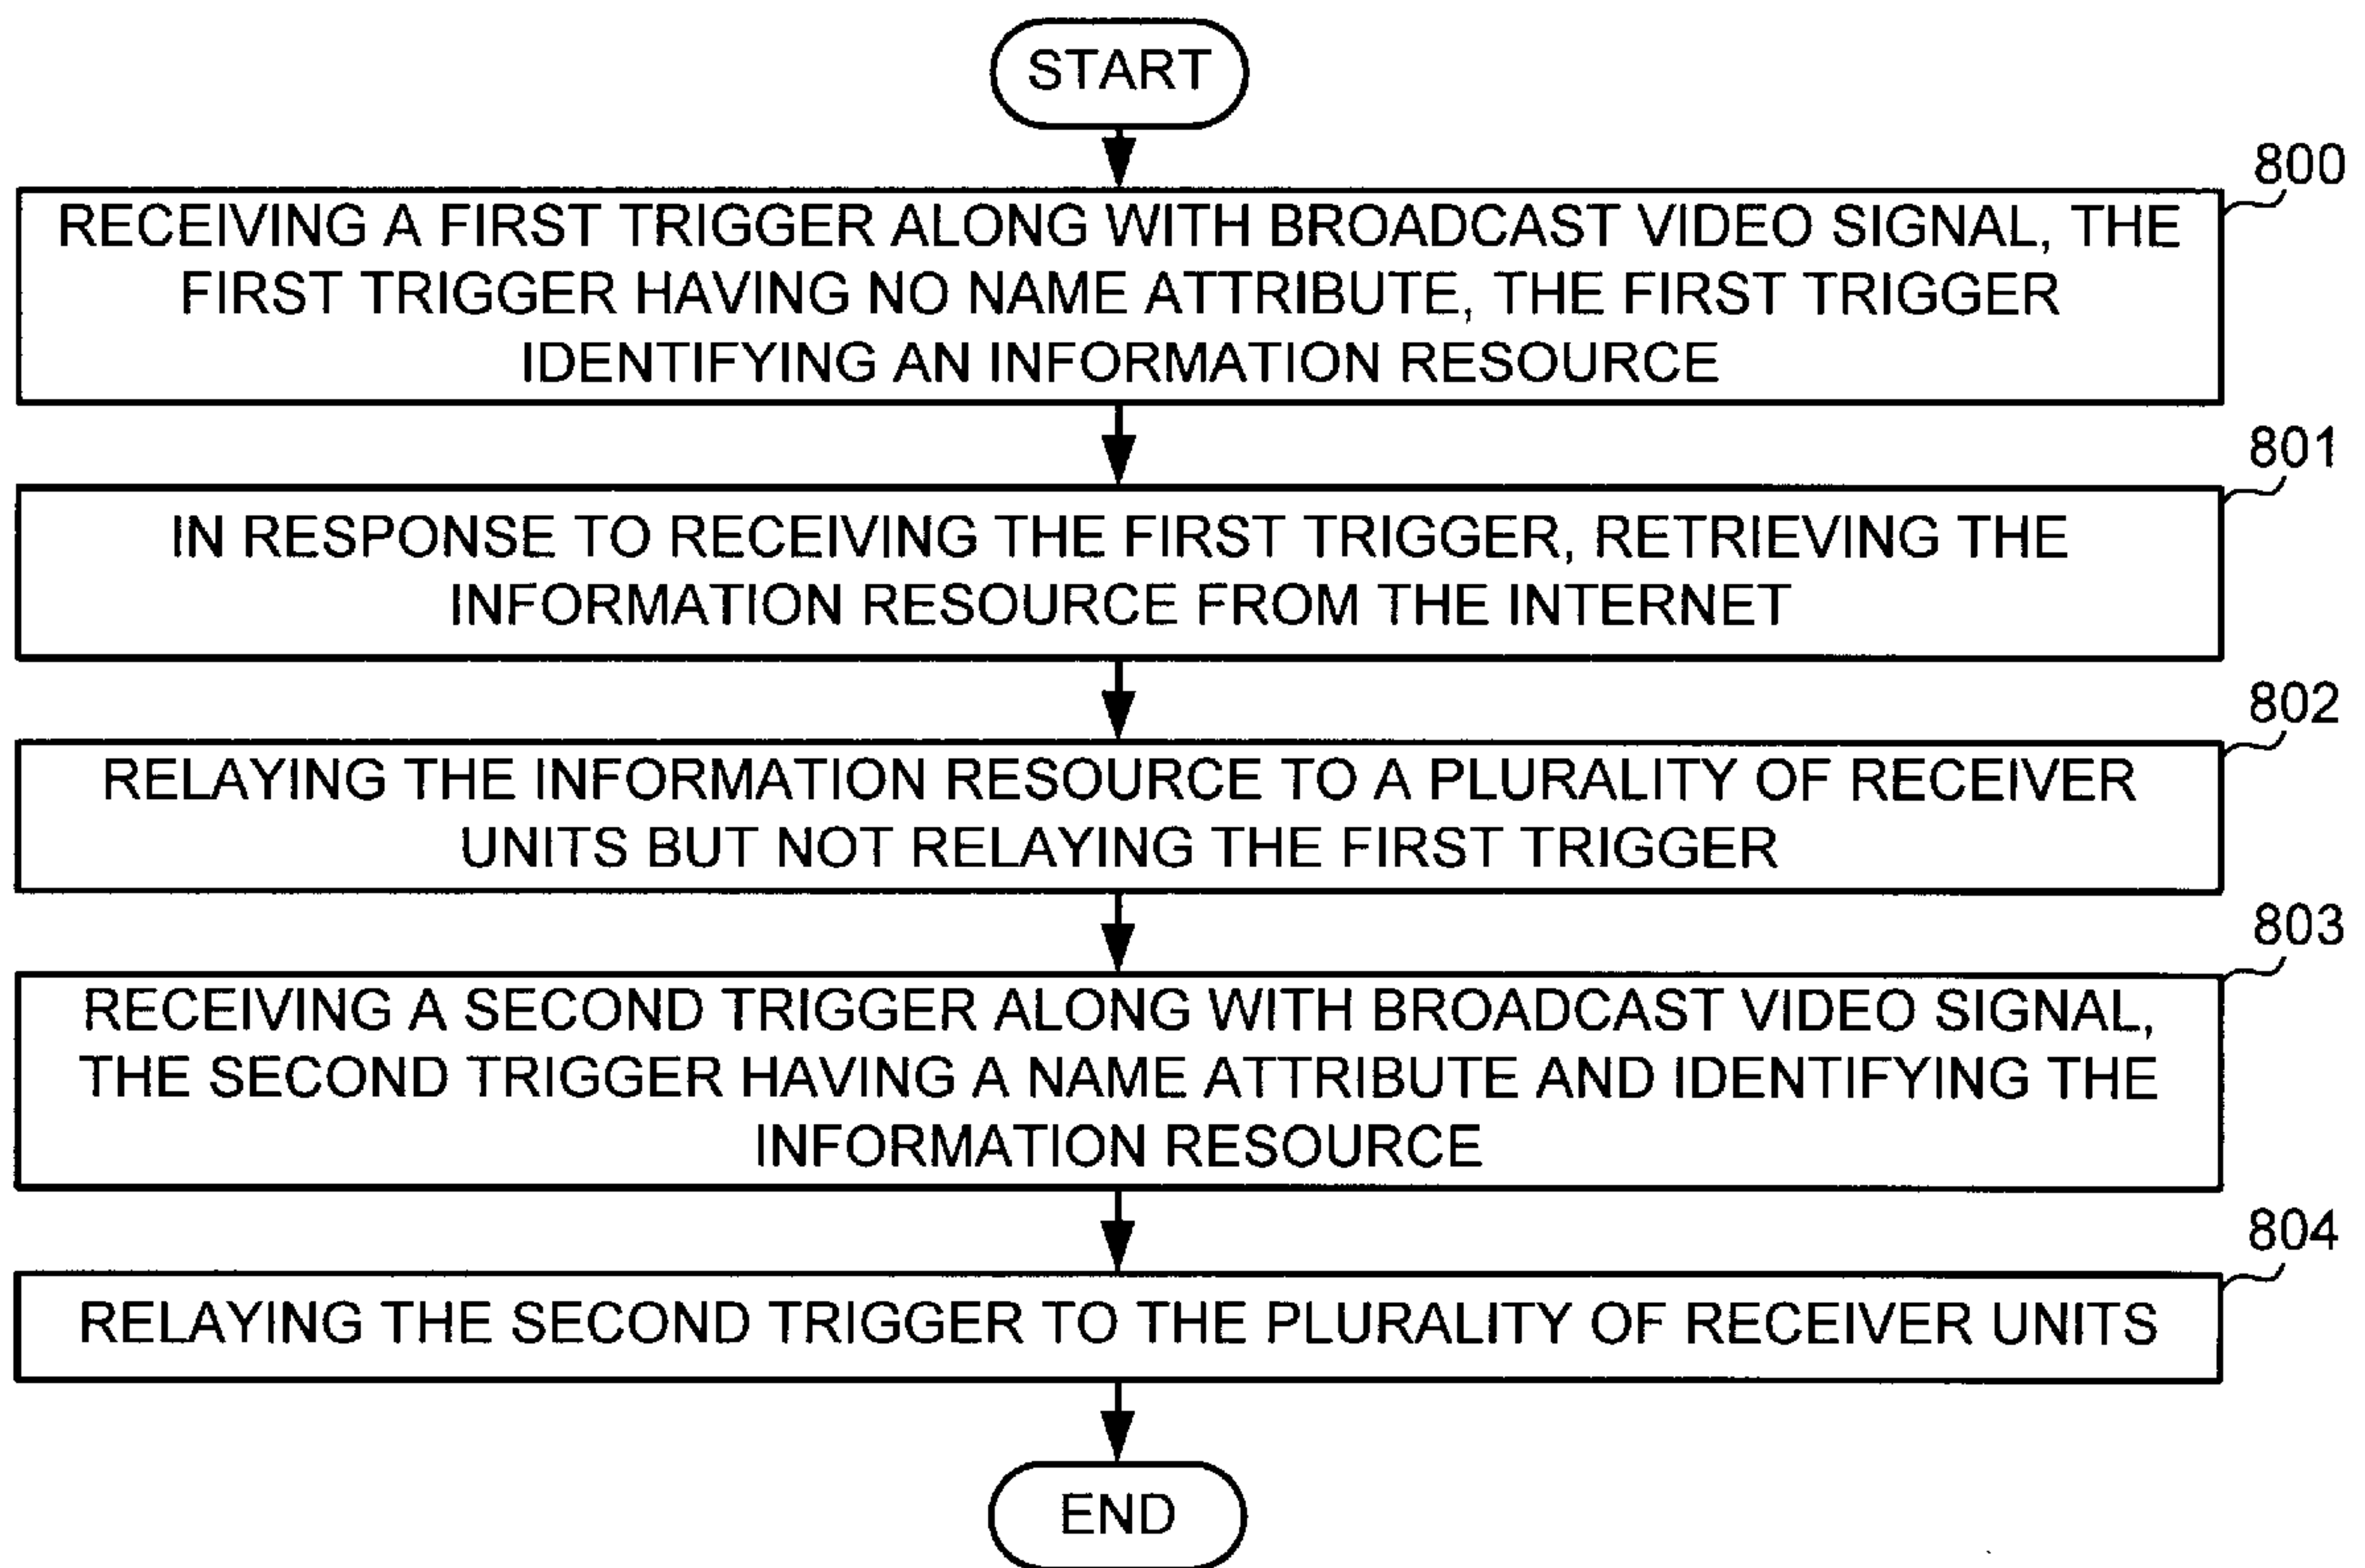 START
800
RECEIVING A FIRST TRIGGER ALONG WITH BROADCAST VIDEO SIGNAL, THE
FIRST TRIGGER HAVING NO NAME ATTRIBUTE, THE FIRST TRIGGER
IDENTIFYING AN INFORMATION RESOURCE
801
IN RESPONSE TO RECEIVING THE FIRST TRIGGER, RETRIEVING THE
INFORMATION RESOURCE FROM THE INTERNET
802
RELAYING THE INFORMATION RESOURCE TO A PLURALITY OF RECEIVER
UNITS BUT NOT RELAYING THE FIRST TRIGGER
803
RECEIVING A SECOND TRIGGER ALONG WITH BROADCAST VIDEO SIGNAL,
THE SECOND TRIGGER HAVING A NAME ATTRIBUTE AND IDENTIFYING THE
INFORMATION RESOURCE
804
RELAYING THE SECOND TRIGGER TO THE PLURALITY OF RECEIVER UNITS
END